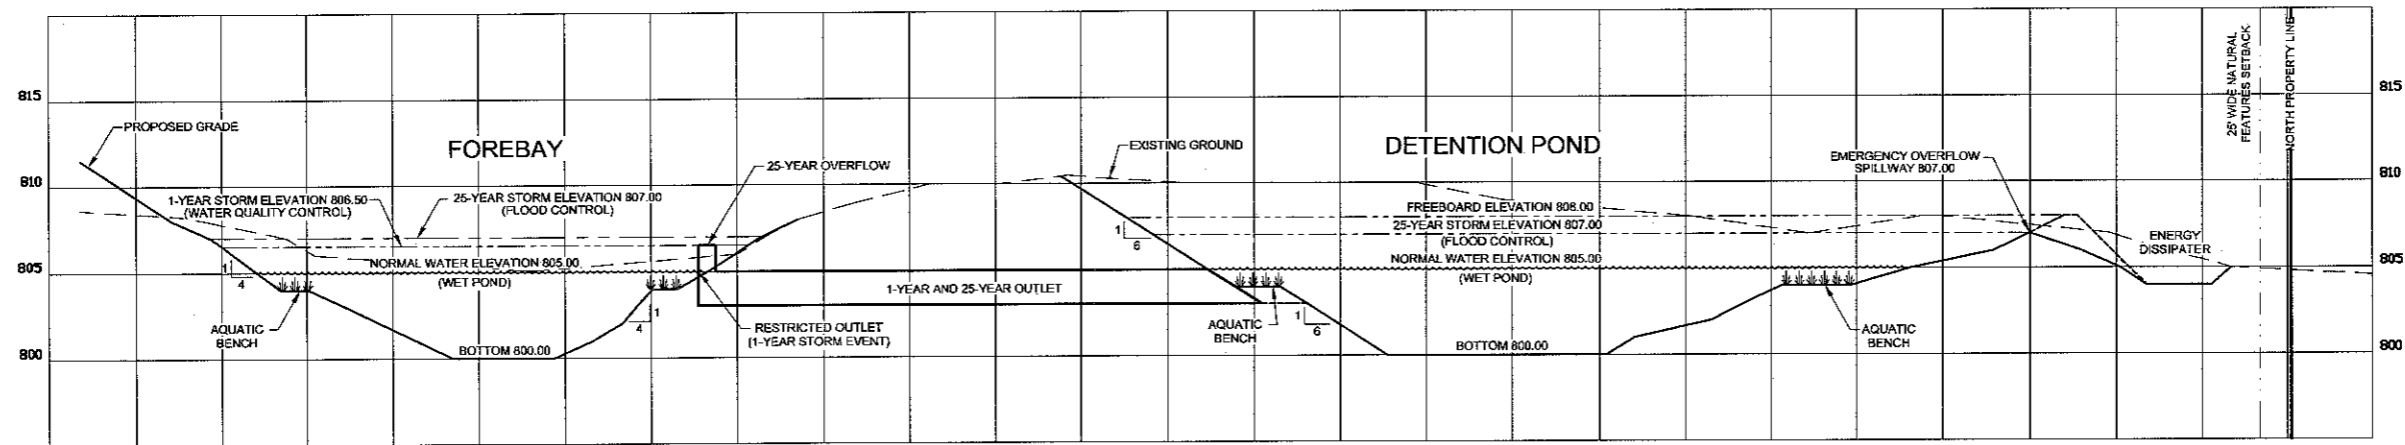 815
810
805
800
PROPOSED GRADE
FOREBAY
1-YEAR STORM ELEVATION 806.50
(WATER QUALITY CONTROL)
25-YEAR STORM ELEVATION 807.00
(FLOOD CONTROL)
25-YEAR OVERFLOW
NORMAL WATER ELEVATION 805.00
(WET POND)
1
4
AQUATIC
BENCH
BOTTOM 800.00
1
4
RESTRICTED OUTLET
(1-YEAR STORM EVENT)
1-YEAR AND 25-YEAR OUTLET
EXISTING GROUND
DETENTION POND
1
6
FREEBOARD ELEVATION 808.00
25-YEAR STORM ELEVATION 807.00
(FLOOD CONTROL)
NORMAL WATER ELEVATION 805.00
(WET POND)
AQUATIC
BENCH
1
6
BOTTOM 800.00
EMERGENCY OVERFLOW
SPILLWAY 807.00
AQUATIC
BENCH
ENERGY
DISSIPATER
25' WIDE NATURAL
FEATURES SETBACK
NORTH PROPERTY LINE
815
810
805
800